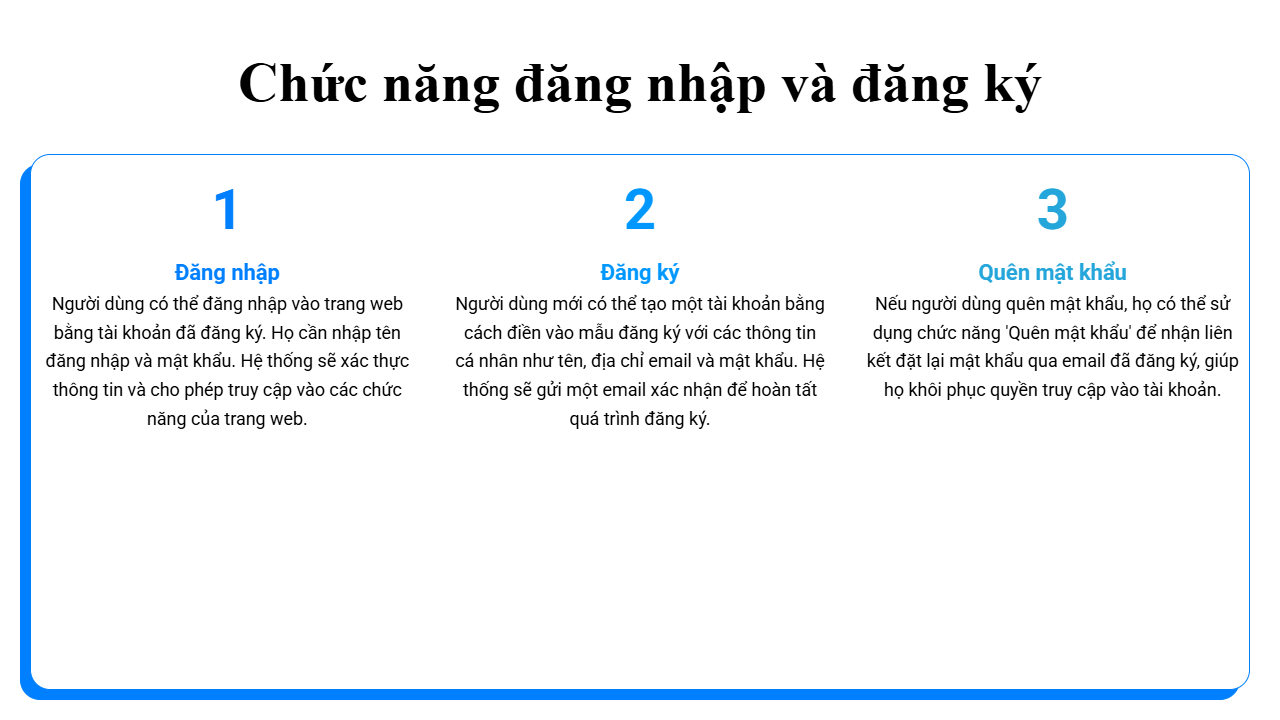 Chức năng đăng nhập và đăng ký
1
Đăng nhập
Người dùng có thể đăng nhập vào trang web
bằng tài khoản đã đăng ký. Họ cần nhập tên
đăng nhập và mật khẩu. Hệ thống sẽ xác thực
thông tin và cho phép truy cập vào các chức
năng của trang web.
2
Đăng ký
Người dùng mới có thể tạo một tài khoản bằng
cách điền vào mẫu đăng ký với các thông tin
cá nhân như tên, địa chỉ email và mật khẩu. Hệ
thống sẽ gửi một email xác nhận để hoàn tất
quá trình đăng ký.
3
Quên mật khẩu
Nếu người dùng quên mật khẩu, họ có thể sử
dụng chức năng 'Quên mật khẩu' để nhận liên
kết đặt lại mật khẩu qua email đã đăng ký, giúp
họ khôi phục quyền truy cập vào tài khoản.